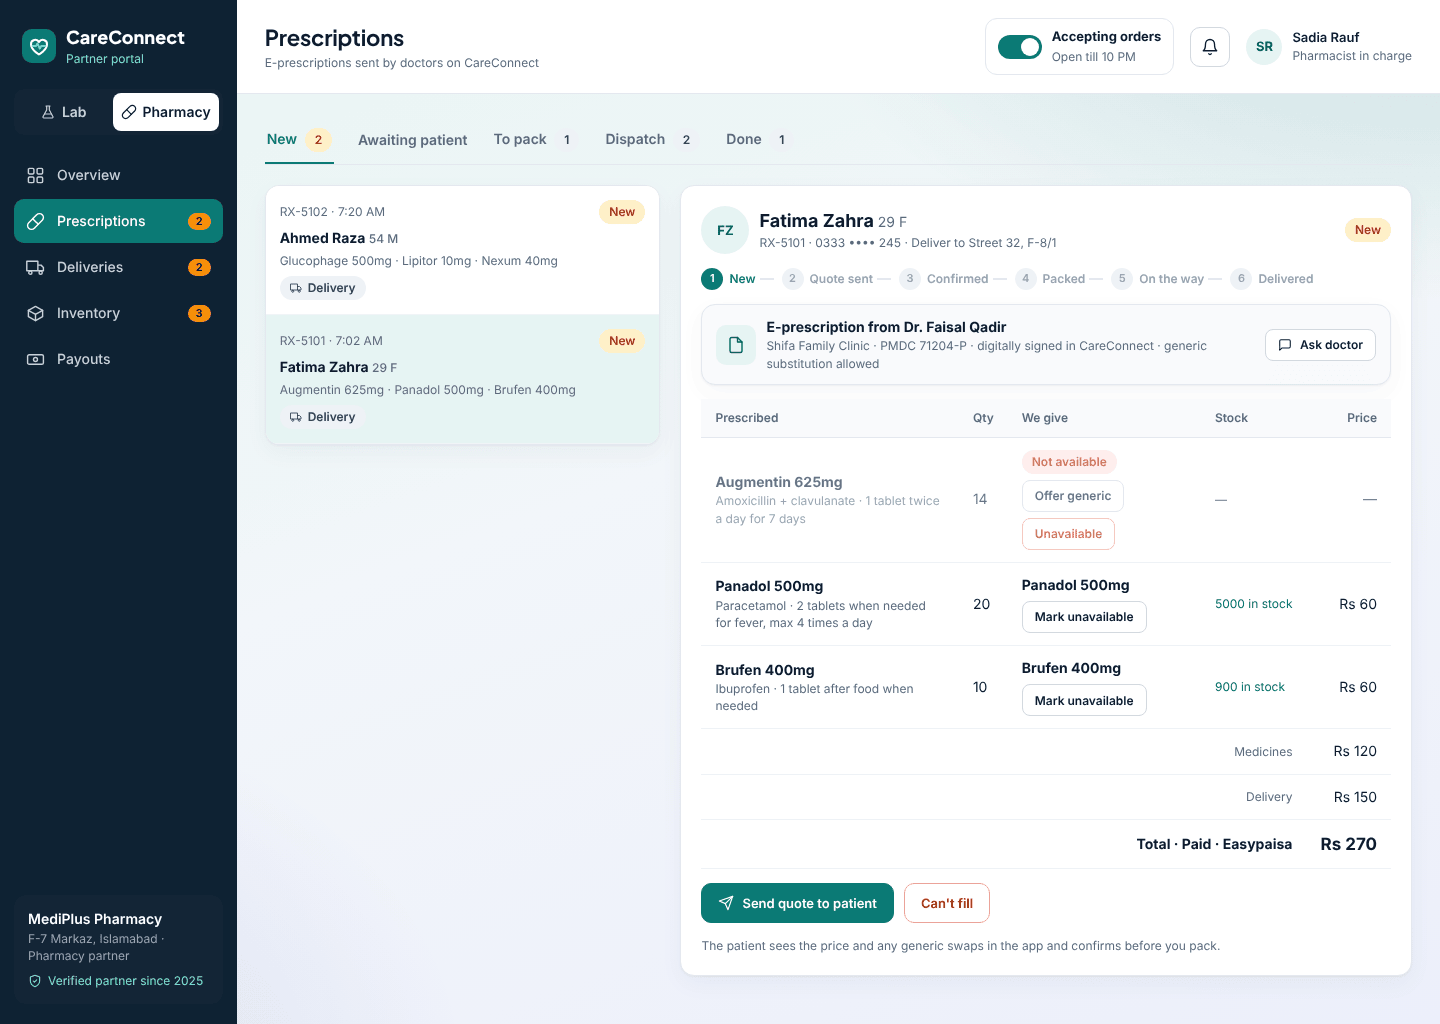 CareConnect
Partner portal
Lab
Pharmacy
Overview
Prescriptions
2
Deliveries
2
Inventory
3
Payouts
MediPlus Pharmacy
F-7 Markaz, Islamabad ·
Pharmacy partner
Verified partner since 2025
Prescriptions
E-prescriptions sent by doctors on CareConnect
Accepting orders
Open till 10 PM
SR
Sadia Rauf
Pharmacist in charge
New 2
Awaiting patient
To pack 1
Dispatch 2
Done 1
RX-5102 · 7:20 AM
New
Ahmed Raza 54 M
Glucophage 500mg · Lipitor 10mg · Nexum 40mg
Delivery
RX-5101 · 7:02 AM
New
Fatima Zahra 29 F
Augmentin 625mg · Panadol 500mg · Brufen 400mg
Delivery
FZ
Fatima Zahra 29 F
RX-5101 · 0333 •••• 245 · Deliver to Street 32, F-8/1
New
1 New — 2 Quote sent — 3 Confirmed — 4 Packed — 5 On the way — 6 Delivered
E-prescription from Dr. Faisal Qadir
Shifa Family Clinic · PMDC 71204-P · digitally signed in CareConnect · generic
substitution allowed
Ask doctor
Prescribed Qty We give Stock Price
Augmentin 625mg
Amoxicillin + clavulanate · 1 tablet twice
a day for 7 days
14
Not available
Offer generic
Unavailable
—
—
Panadol 500mg
Paracetamol · 2 tablets when needed
for fever, max 4 times a day
20
Panadol 500mg
Mark unavailable
5000 in stock
Rs 60
Brufen 400mg
Ibuprofen · 1 tablet after food when
needed
10
Brufen 400mg
Mark unavailable
900 in stock
Rs 60
Medicines Rs 120
Delivery Rs 150
Total · Paid · Easypaisa Rs 270
Send quote to patient
Can't fill
The patient sees the price and any generic swaps in the app and confirms before you pack.